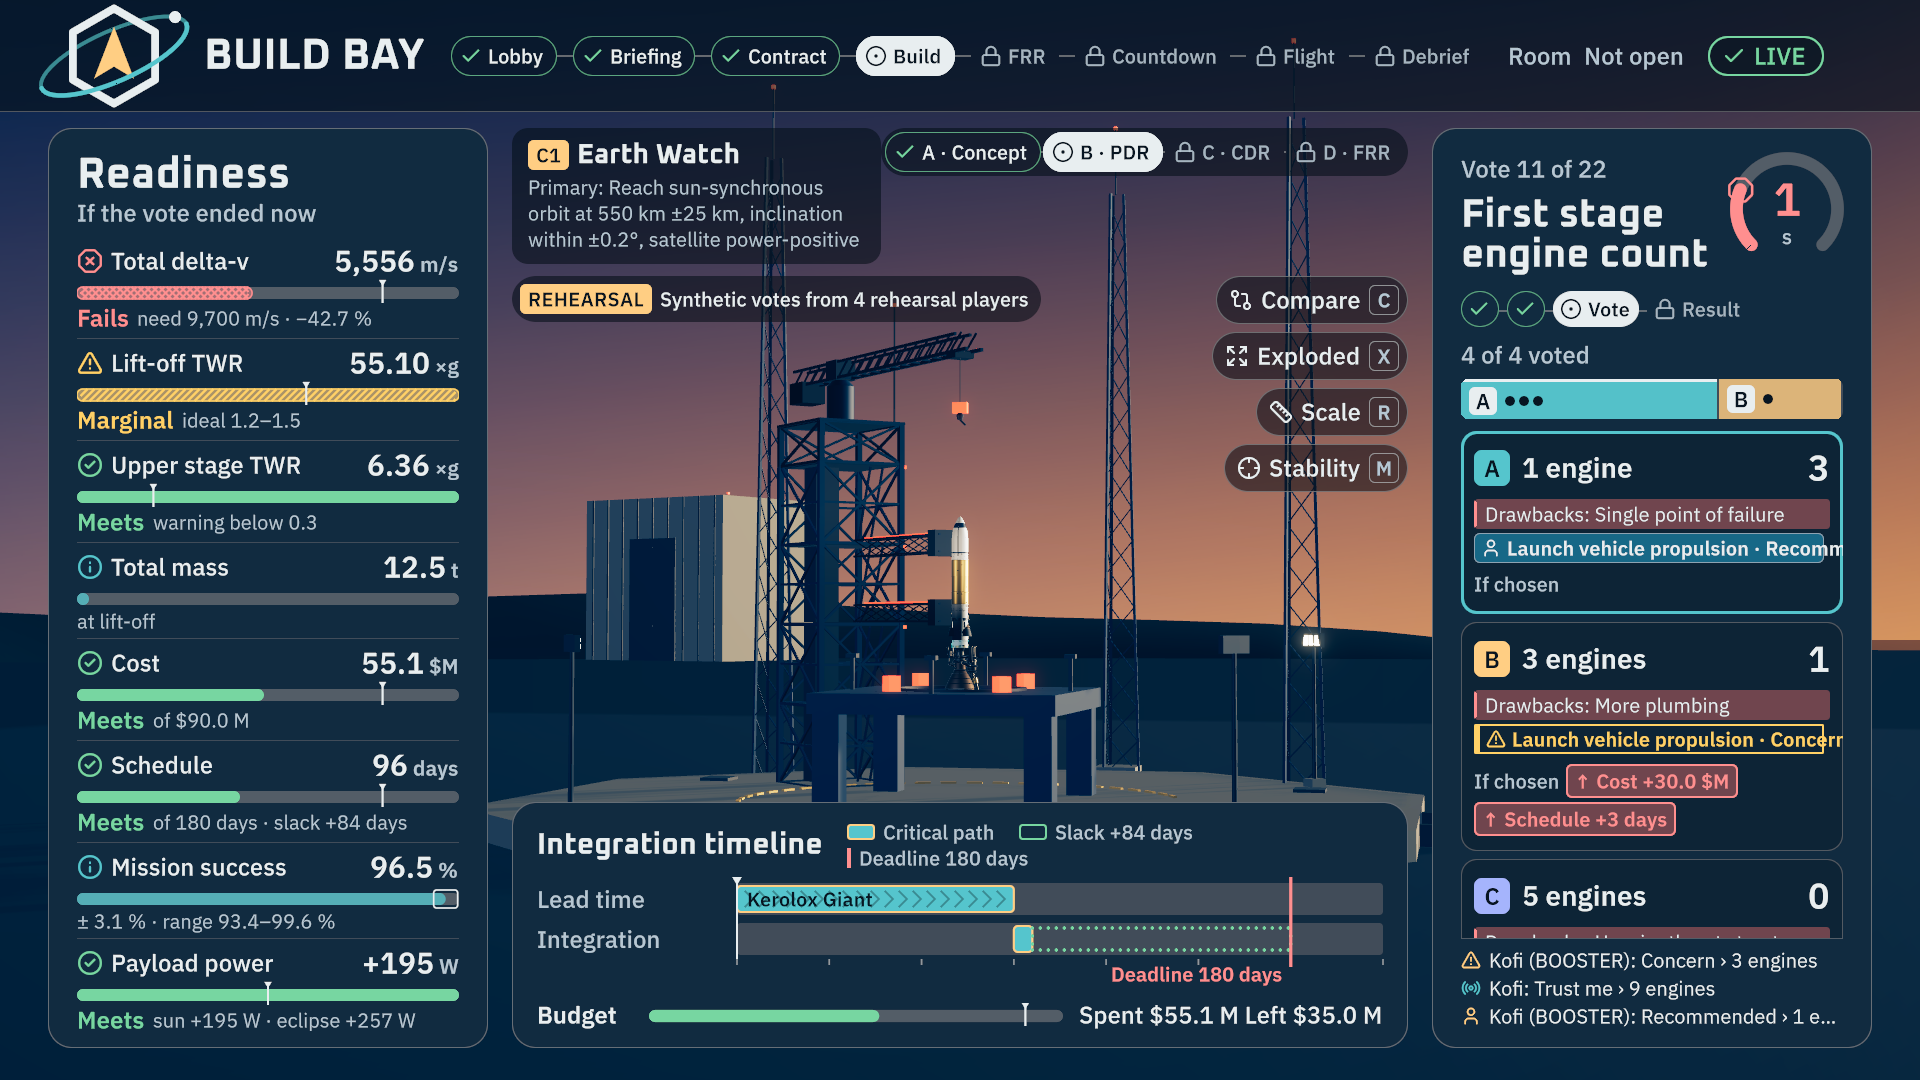 BUILD BAY
Lobby
Briefing
Contract
Build
FRR
Countdown
Flight
Debrief
Room Not open
LIVE
Readiness
If the vote ended now
Total delta-v 5,556 m/s
Fails need 9,700 m/s · −42.7 %
Lift-off TWR 55.10 ×g
Marginal ideal 1.2–1.5
Upper stage TWR 6.36 ×g
Meets warning below 0.3
Total mass 12.5 t
at lift-off
Cost 55.1 $M
Meets of $90.0 M
Schedule 96 days
Meets of 180 days · slack +84 days
Mission success 96.5 %
± 3.1 % · range 93.4–99.6 %
Payload power +195 W
Meets sun +195 W · eclipse +257 W
C1 Earth Watch
Primary: Reach sun-synchronous
orbit at 550 km ±25 km, inclination
within ±0.2°, satellite power-positive
A · Concept
B · PDR
C · CDR
D · FRR
REHEARSAL Synthetic votes from 4 rehearsal players
Compare C
Exploded X
Scale R
Stability M
Integration timeline
Critical path
Slack +84 days
Deadline 180 days
Lead time
Kerolox Giant
Integration
Deadline 180 days
Budget
Spent $55.1 M Left $35.0 M
Vote 11 of 22
First stage
engine count
1
s
Vote
Result
4 of 4 voted
A
B
A 1 engine 3
Drawbacks: Single point of failure
Launch vehicle propulsion · Recomm
If chosen
B 3 engines 1
Drawbacks: More plumbing
Launch vehicle propulsion · Concern
If chosen ↑ Cost +30.0 $M
↑ Schedule +3 days
C 5 engines 0
Kofi (BOOSTER): Concern › 3 engines
Kofi: Trust me › 9 engines
Kofi (BOOSTER): Recommended › 1 e...